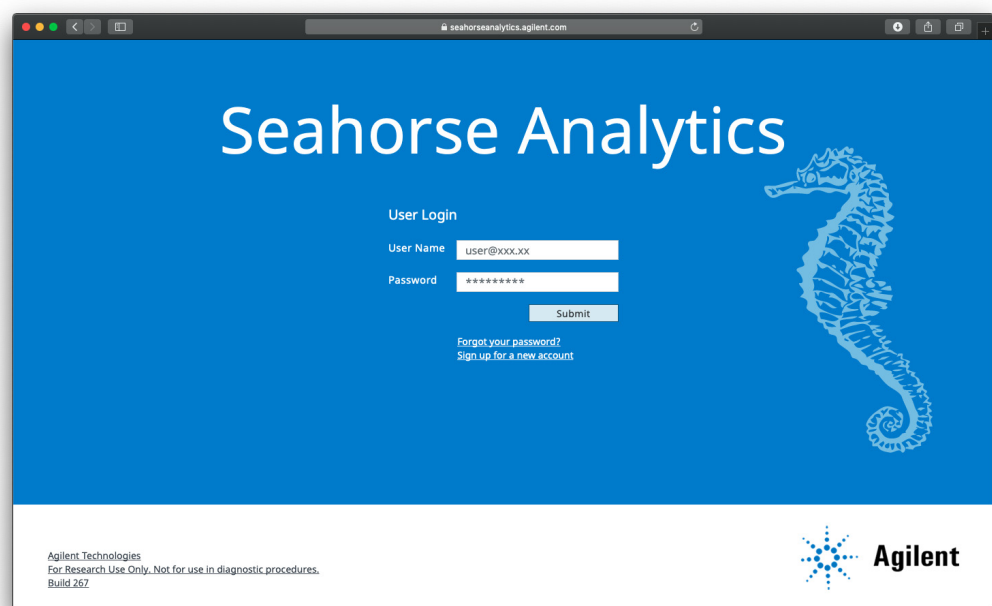 seahorseanalytics.agilent.com
Seahorse Analytics
User Login
User Name
user@xxx.xx
Password
*********
Submit
Forgot your password?
Sign up for a new account
Agilent Technologies
For Research Use Only. Not for use in diagnostic procedures.
Build 267
Agilent